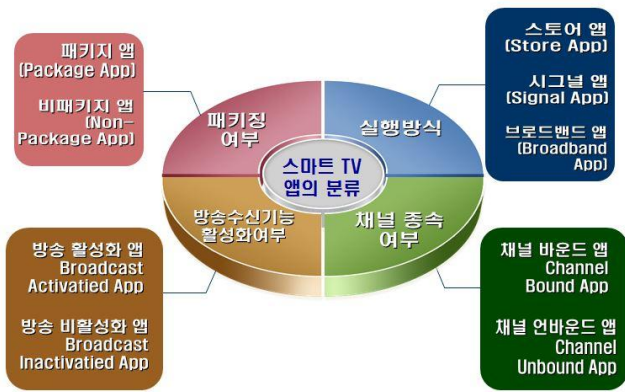 패키지 앱
(Package App)
비패키지 앱
(Non-
Package App)
스토어 앱
(Store App)
시그널 앱
(Signal App)
브로드밴드 앱
(Broadband
App)
패키징
여부
실행방식
스마트 TV
앱의 분류
방송수신기능
활성화여부
채널 종속
여부
방송 활성화 앱
Broadcast
Activatied App
방송 비활성화 앱
Broadcast
Inactivatied App
채널 바운드 앱
Channel
Bound App
채널 언바운드 앱
Channel
Unbound App